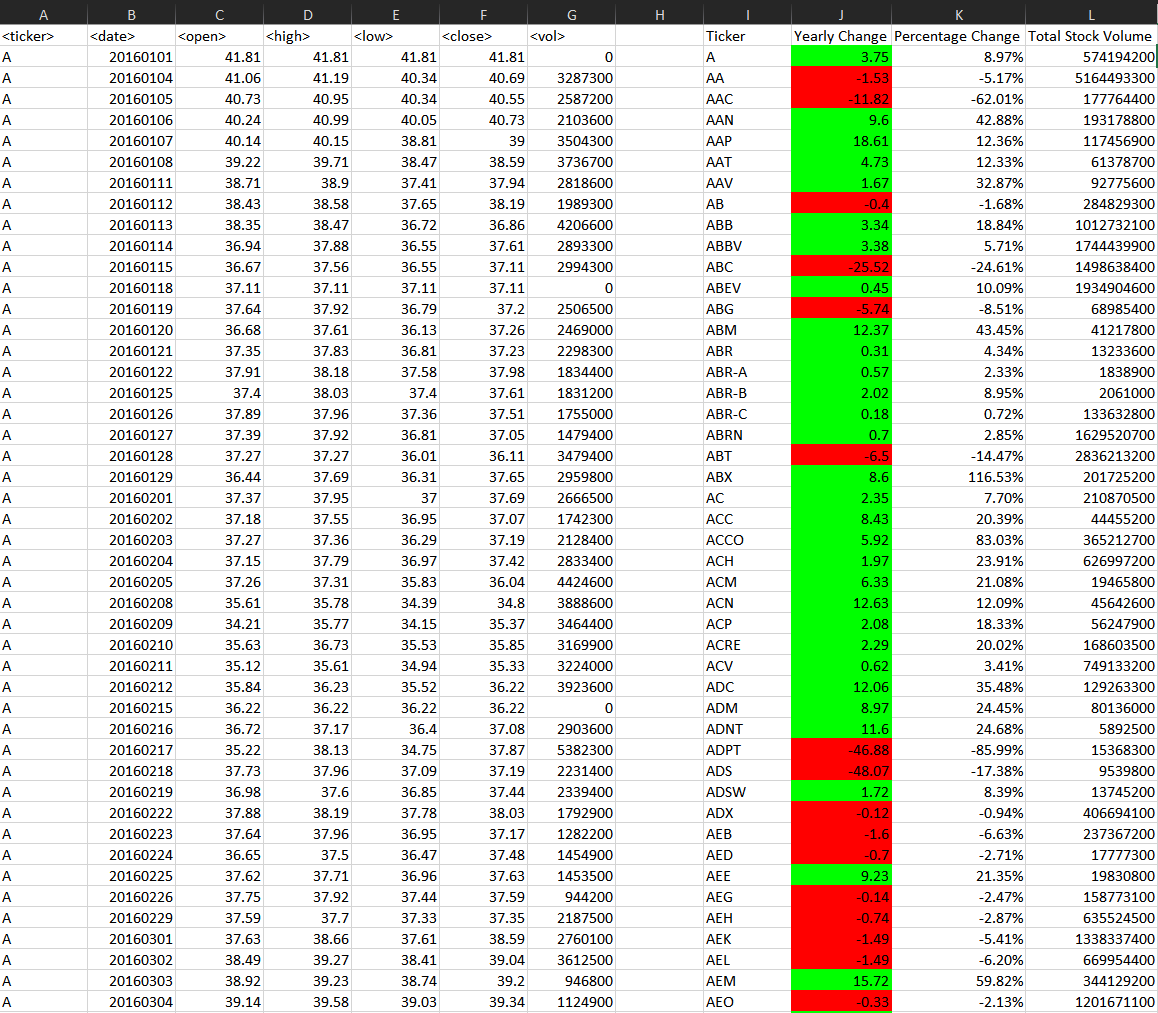 A B C D E F G H I J K L
<ticker> <date> <open> <high> <low> <close> <vol> Ticker Yearly Change Percentage Change Total Stock Volume
A 20160101 41.81 41.81 41.81 41.81 0 A 3.75 8.97% 574194200
A 20160104 41.06 41.19 40.34 40.69 3287300 AA -1.53 -5.17% 5164493300
A 20160105 40.73 40.95 40.34 40.55 2587200 AAC -11.82 -62.01% 177764400
A 20160106 40.24 40.99 40.05 40.73 2103600 AAN 9.6 42.88% 193178800
A 20160107 40.14 40.15 38.81 39 3504300 AAP 18.61 12.36% 117456900
A 20160108 39.22 39.71 38.47 38.59 3736700 AAT 4.73 12.33% 61378700
A 20160111 38.71 38.9 37.41 37.94 2818600 AAV 1.67 32.87% 92775600
A 20160112 38.43 38.58 37.65 38.19 1989300 AB -0.4 -1.68% 284829300
A 20160113 38.35 38.47 36.72 36.86 4206600 ABB 3.34 18.84% 1012732100
A 20160114 36.94 37.88 36.55 37.61 2893300 ABBV 3.38 5.71% 1744439900
A 20160115 36.67 37.56 36.55 37.11 2994300 ABC -25.52 -24.61% 1498638400
A 20160118 37.11 37.11 37.11 37.11 0 ABEV 0.45 10.09% 1934904600
A 20160119 37.64 37.92 36.79 37.2 2506500 ABG -5.74 -8.51% 68985400
A 20160120 36.68 37.61 36.13 37.26 2469000 ABM 12.37 43.45% 41217800
A 20160121 37.35 37.83 36.81 37.23 2298300 ABR 0.31 4.34% 13233600
A 20160122 37.91 38.18 37.58 37.98 1834400 ABR-A 0.57 2.33% 1838900
A 20160125 37.4 38.03 37.4 37.61 1831200 ABR-B 2.02 8.95% 2061000
A 20160126 37.89 37.96 37.36 37.51 1755000 ABR-C 0.18 0.72% 133632800
A 20160127 37.39 37.92 36.81 37.05 1479400 ABRN 0.7 2.85% 1629520700
A 20160128 37.27 37.27 36.01 36.11 3479400 ABT -6.5 -14.47% 2836213200
A 20160129 36.44 37.69 36.31 37.65 2959800 ABX 8.6 116.53% 201725200
A 20160201 37.37 37.95 37 37.69 2666500 AC 2.35 7.70% 210870500
A 20160202 37.18 37.55 36.95 37.07 1742300 ACC 8.43 20.39% 44455200
A 20160203 37.27 37.36 36.29 37.19 2128400 ACCO 5.92 83.03% 365212700
A 20160204 37.15 37.79 36.97 37.42 2833400 ACH 1.97 23.91% 626997200
A 20160205 37.26 37.31 35.83 36.04 4424600 ACM 6.33 21.08% 19465800
A 20160208 35.61 35.78 34.39 34.8 3888600 ACN 12.63 12.09% 45642600
A 20160209 34.21 35.77 34.15 35.37 3464400 ACP 2.08 18.33% 56247900
A 20160210 35.63 36.73 35.53 35.85 3169900 ACRE 2.29 20.02% 168603500
A 20160211 35.12 35.61 34.94 35.33 3224000 ACV 0.62 3.41% 749133200
A 20160212 35.84 36.23 35.52 36.22 3923600 ADC 12.06 35.48% 129263300
A 20160215 36.22 36.22 36.22 36.22 0 ADM 8.97 24.45% 80136000
A 20160216 36.72 37.17 36.4 37.08 2903600 ADNT 11.6 24.68% 5892500
A 20160217 35.22 38.13 34.75 37.87 5382300 ADPT -46.88 -85.99% 15368300
A 20160218 37.73 37.96 37.09 37.19 2231400 ADS -48.07 -17.38% 9539800
A 20160219 36.98 37.6 36.85 37.44 2339400 ADSW 1.72 8.39% 13745200
A 20160222 37.88 38.19 37.78 38.03 1792900 ADX -0.12 -0.94% 406694100
A 20160223 37.64 37.96 36.95 37.17 1282200 AEB -1.6 -6.63% 237367200
A 20160224 36.65 37.5 36.47 37.48 1454900 AED -0.7 -2.71% 17777300
A 20160225 37.62 37.71 36.96 37.63 1453500 AEE 9.23 21.35% 19830800
A 20160226 37.75 37.92 37.44 37.59 944200 AEG -0.14 -2.47% 158773100
A 20160229 37.59 37.7 37.33 37.35 2187500 AEH -0.74 -2.87% 635524500
A 20160301 37.63 38.66 37.61 38.59 2760100 AEK -1.49 -5.41% 1338337400
A 20160302 38.49 39.27 38.41 39.04 3612500 AEL -1.49 -6.20% 669954400
A 20160303 38.92 39.23 38.74 39.2 946800 AEM 15.72 59.82% 344129200
A 20160304 39.14 39.58 39.03 39.34 1124900 AEO -0.33 -2.13% 1201671100